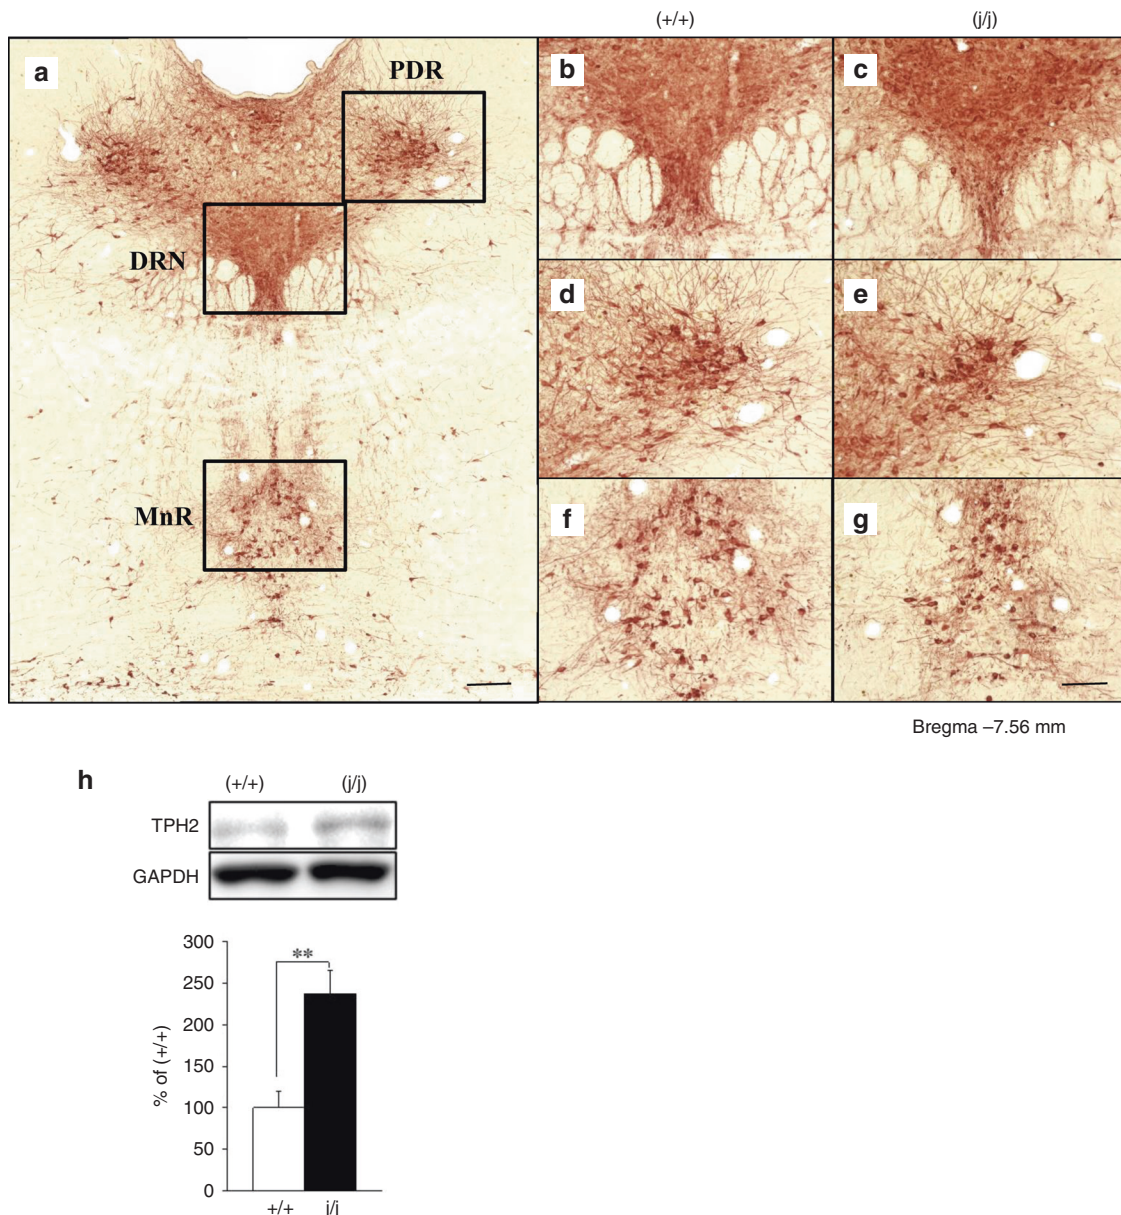 (+/+) (j/j)
a
PDR
DRN
MnR
b
c
d
e
f
g
Bregma –7.56 mm
h
(+/+) (j/j)
TPH2
GAPDH
300
250
200
150
100
50
0
% of (+/+)
**
+/+ j/j